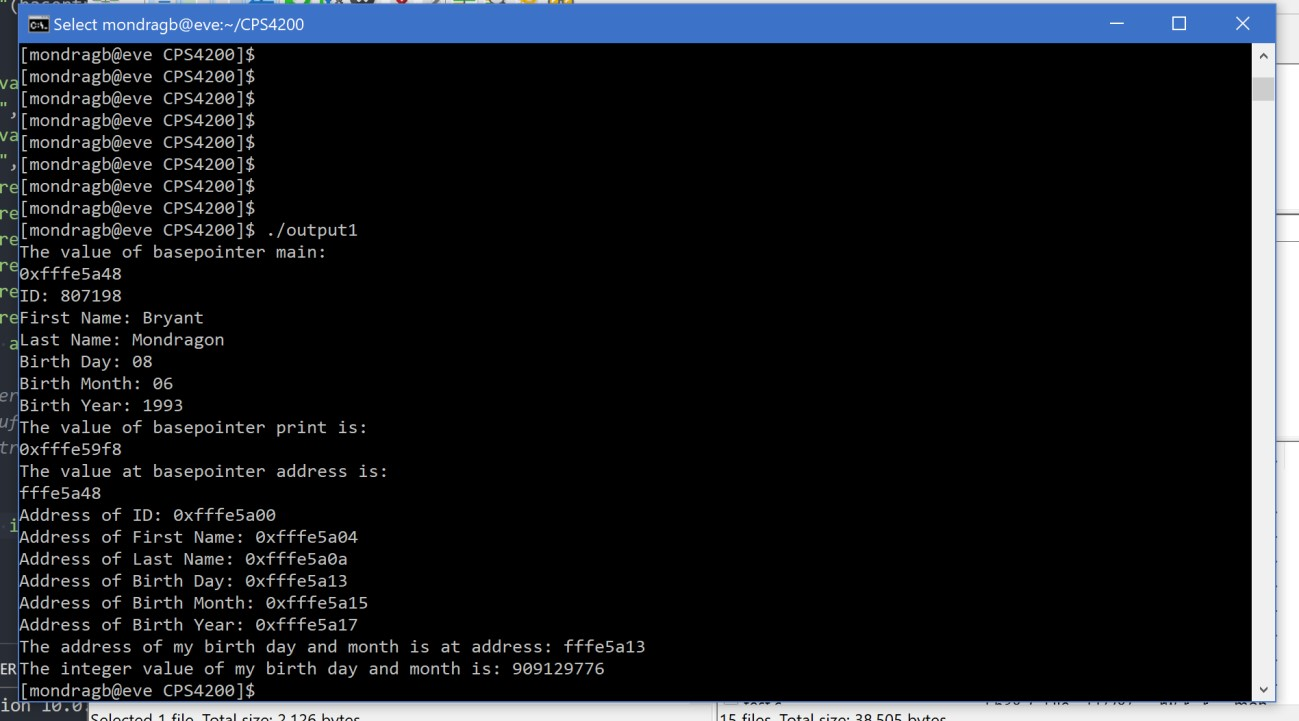 Select mondragb@eve:~/CPS4200
[mondragb@eve CPS4200]$
[mondragb@eve CPS4200]$
[mondragb@eve CPS4200]$
[mondragb@eve CPS4200]$
[mondragb@eve CPS4200]$
[mondragb@eve CPS4200]$
[mondragb@eve CPS4200]$
[mondragb@eve CPS4200]$
[mondragb@eve CPS4200]$ ./output1
The value of basepointer main:
0xfffe5a48
ID: 807198
First Name: Bryant
Last Name: Mondragon
Birth Day: 08
Birth Month: 06
Birth Year: 1993
The value of basepointer print is:
0xfffe59f8
The value at basepointer address is:
fffe5a48
Address of ID: 0xfffe5a00
Address of First Name: 0xfffe5a04
Address of Last Name: 0xfffe5a0a
Address of Birth Day: 0xfffe5a13
Address of Birth Month: 0xfffe5a15
Address of Birth Year: 0xfffe5a17
The address of my birth day and month is at address: fffe5a13
The integer value of my birth day and month is: 909129776
[mondragb@eve CPS4200]$
Selected 1 file. Total size: 2,126 bytes
15 files. Total size: 38,505 bytes